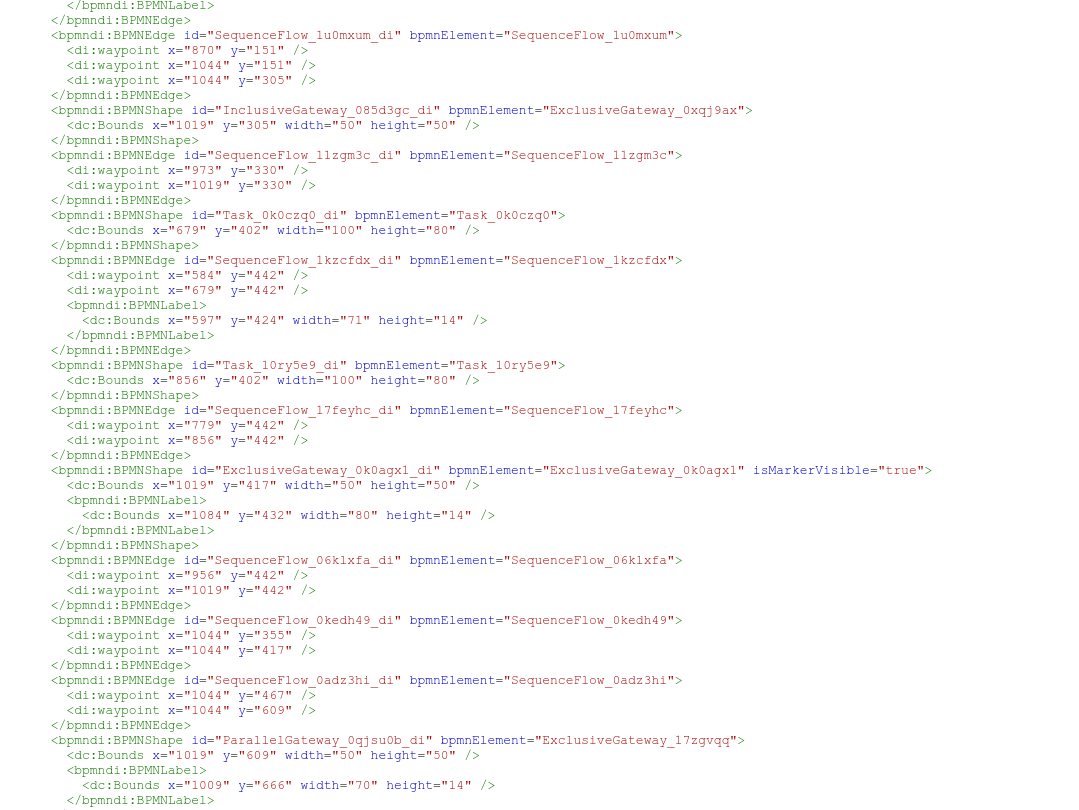 </bpmndi:BPMNLabel>
</bpmndi:BPMNEdge>
<bpmndi:BPMNEdge id="SequenceFlow_1u0mxum_di" bpmnElement="SequenceFlow_1u0mxum">
<di:waypoint x="870" y="151" />
<di:waypoint x="1044" y="151" />
<di:waypoint x="1044" y="305" />
</bpmndi:BPMNEdge>
<bpmndi:BPMNShape id="InclusiveGateway_085d3gc_di" bpmnElement="ExclusiveGateway_0xqj9ax">
<dc:Bounds x="1019" y="305" width="50" height="50" />
</bpmndi:BPMNShape>
<bpmndi:BPMNEdge id="SequenceFlow_11zgm3c_di" bpmnElement="SequenceFlow_11zgm3c">
<di:waypoint x="973" y="330" />
<di:waypoint x="1019" y="330" />
</bpmndi:BPMNEdge>
<bpmndi:BPMNShape id="Task_0k0czq0_di" bpmnElement="Task_0k0czq0">
<dc:Bounds x="679" y="402" width="100" height="80" />
</bpmndi:BPMNShape>
<bpmndi:BPMNEdge id="SequenceFlow_1kzcfdx_di" bpmnElement="SequenceFlow_1kzcfdx">
<di:waypoint x="584" y="442" />
<di:waypoint x="679" y="442" />
<bpmndi:BPMNLabel>
<dc:Bounds x="597" y="424" width="71" height="14" />
</bpmndi:BPMNLabel>
</bpmndi:BPMNEdge>
<bpmndi:BPMNShape id="Task_10ry5e9_di" bpmnElement="Task_10ry5e9">
<dc:Bounds x="856" y="402" width="100" height="80" />
</bpmndi:BPMNShape>
<bpmndi:BPMNEdge id="SequenceFlow_17feyhc_di" bpmnElement="SequenceFlow_17feyhc">
<di:waypoint x="779" y="442" />
<di:waypoint x="856" y="442" />
</bpmndi:BPMNEdge>
<bpmndi:BPMNShape id="ExclusiveGateway_0k0agx1_di" bpmnElement="ExclusiveGateway_0k0agx1" isMarkerVisible="true">
<dc:Bounds x="1019" y="417" width="50" height="50" />
<bpmndi:BPMNLabel>
<dc:Bounds x="1084" y="432" width="80" height="14" />
</bpmndi:BPMNLabel>
</bpmndi:BPMNShape>
<bpmndi:BPMNEdge id="SequenceFlow_06klxfa_di" bpmnElement="SequenceFlow_06klxfa">
<di:waypoint x="956" y="442" />
<di:waypoint x="1019" y="442" />
</bpmndi:BPMNEdge>
<bpmndi:BPMNEdge id="SequenceFlow_0kedh49_di" bpmnElement="SequenceFlow_0kedh49">
<di:waypoint x="1044" y="355" />
<di:waypoint x="1044" y="417" />
</bpmndi:BPMNEdge>
<bpmndi:BPMNEdge id="SequenceFlow_0adz3hi_di" bpmnElement="SequenceFlow_0adz3hi">
<di:waypoint x="1044" y="467" />
<di:waypoint x="1044" y="609" />
</bpmndi:BPMNEdge>
<bpmndi:BPMNShape id="ParallelGateway_0qjsu0b_di" bpmnElement="ExclusiveGateway_17zgvqq">
<dc:Bounds x="1019" y="609" width="50" height="50" />
<bpmndi:BPMNLabel>
<dc:Bounds x="1009" y="666" width="70" height="14" />
</bpmndi:BPMNLabel>